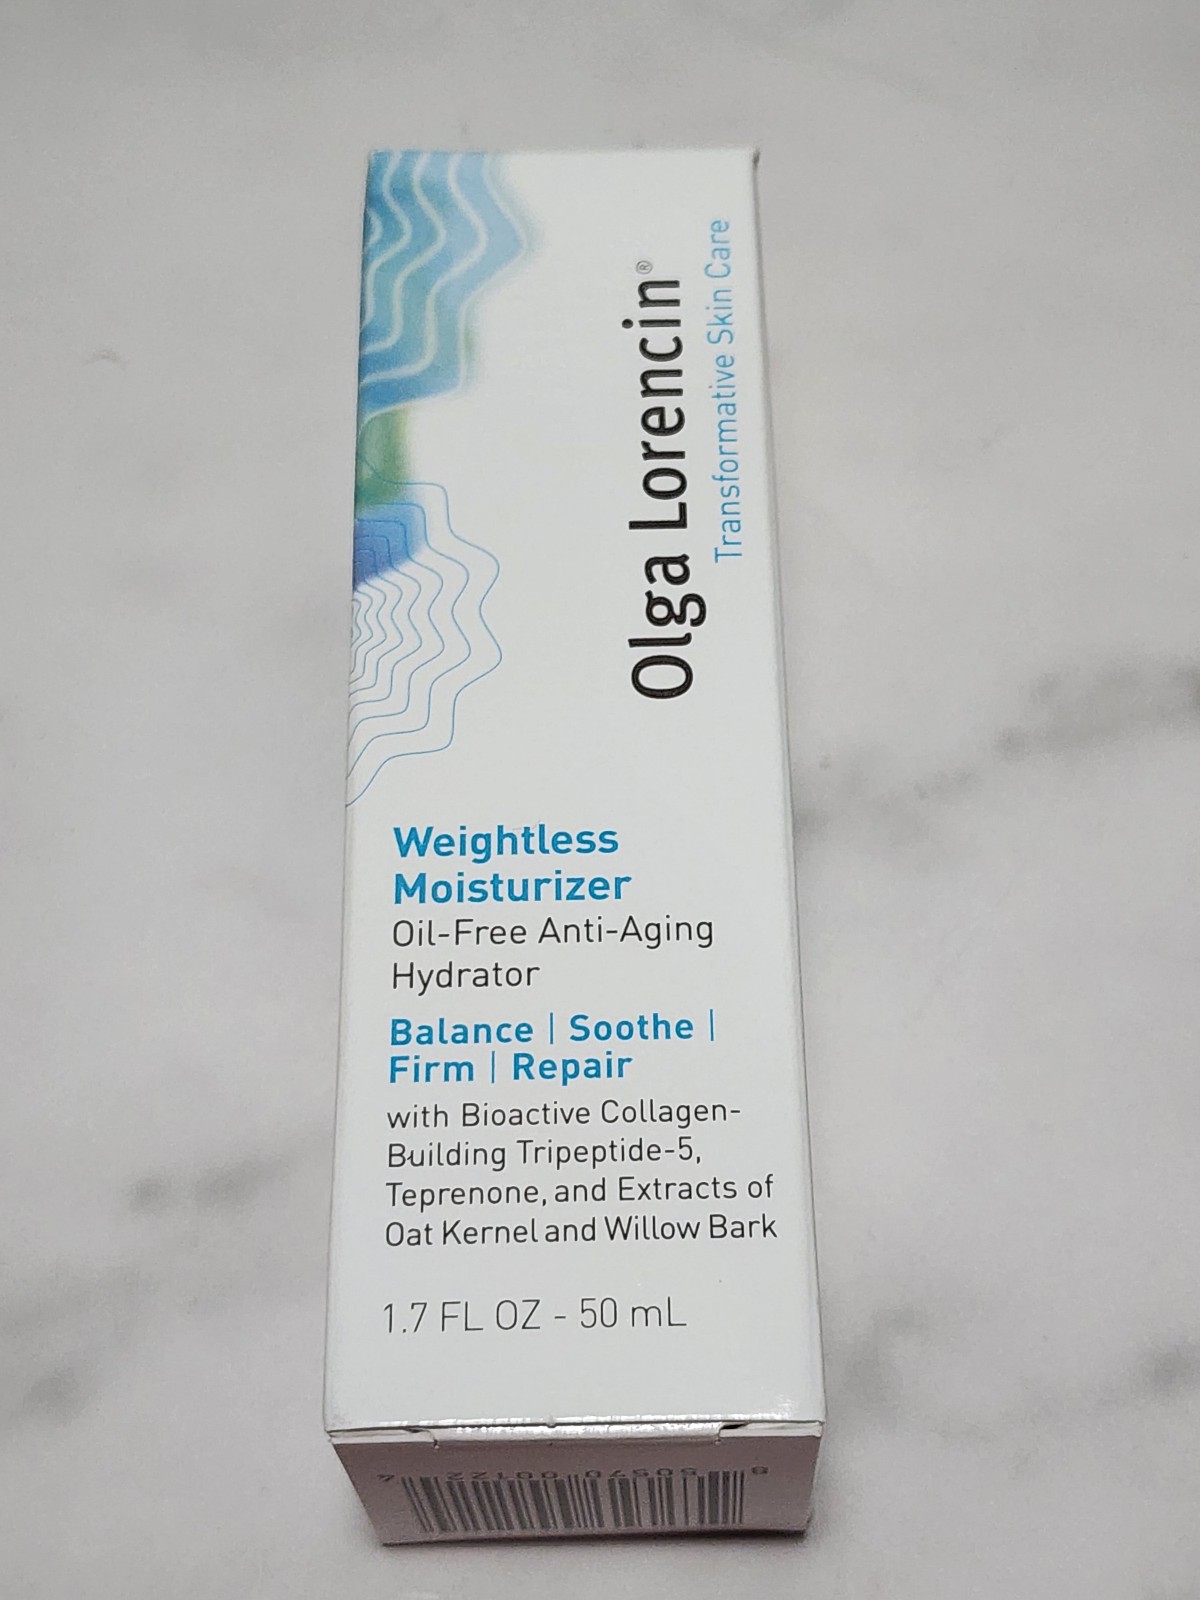 Olga Lorencin®
Transformative Skin Care
Weightless
Moisturizer
Oil-Free Anti-Aging
Hydrator
Balance | Soothe |
Firm | Repair
with Bioactive Collagen-
Building Tripeptide-5,
Teprenone, and Extracts of
Oat Kernel and Willow Bark
1.7 FL OZ - 50 mL